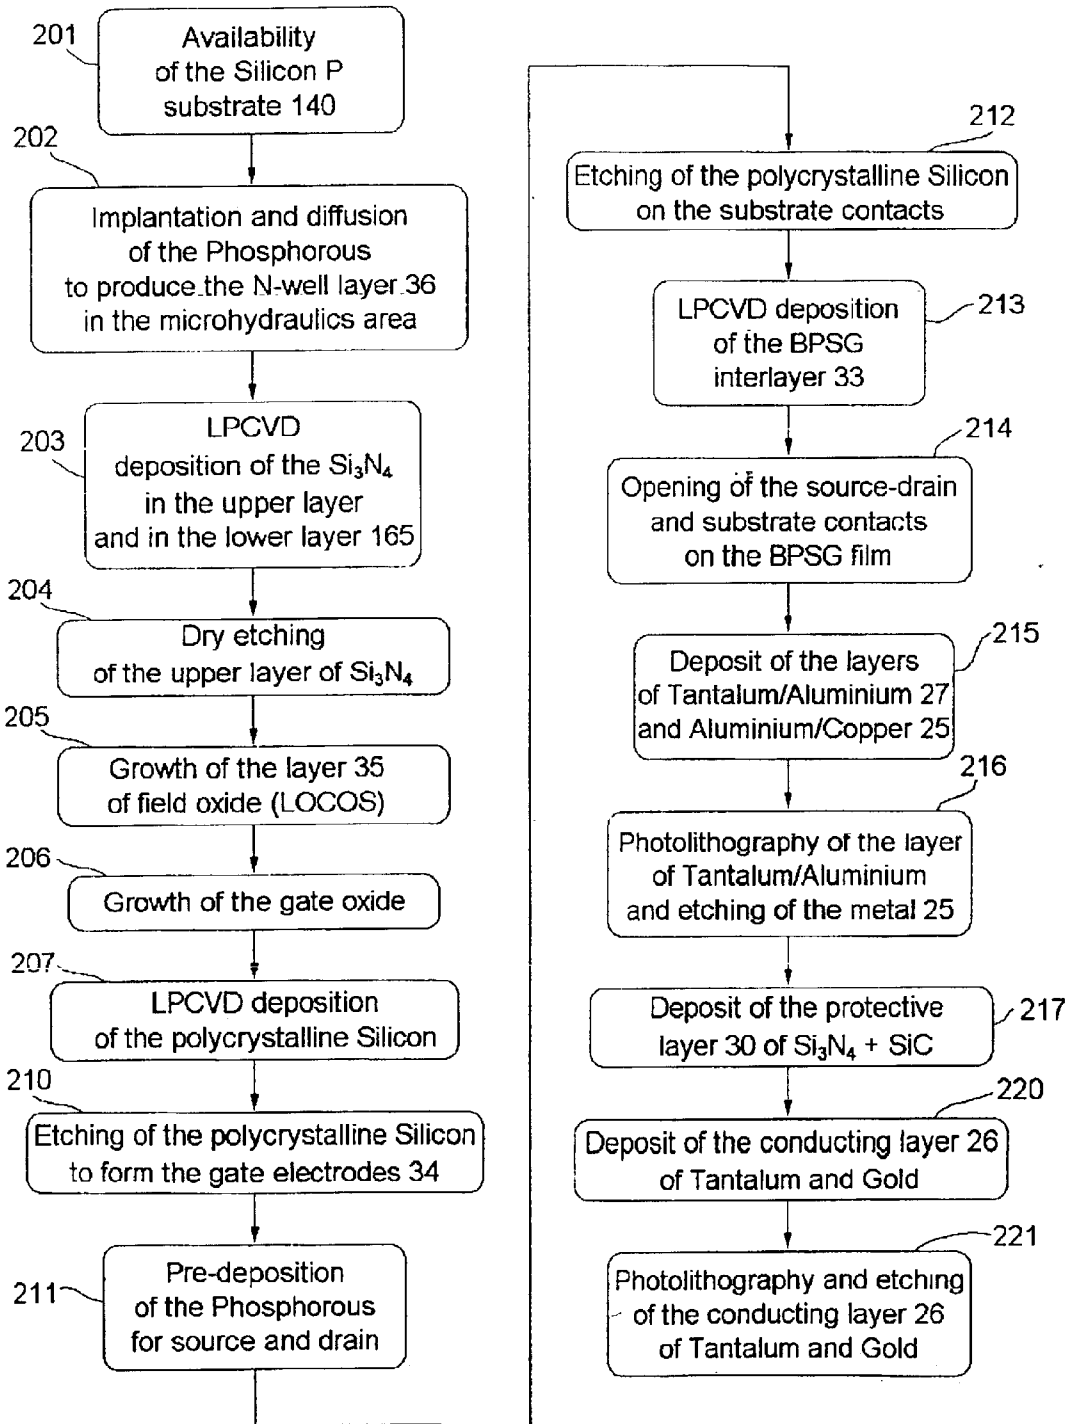 201
Availability
of the Silicon P
substrate 140
202
Implantation and diffusion
of the Phosphorous
to produce the N-well layer 36
in the microhydraulics area
203
LPCVD
deposition of the Si₃N₄
in the upper layer
and in the lower layer 165
204
Dry etching
of the upper layer of Si₃N₄
205
Growth of the layer 35
of field oxide (LOCOS)
206
Growth of the gate oxide
207
LPCVD deposition
of the polycrystalline Silicon
210
Etching of the polycrystalline Silicon
to form the gate electrodes 34
211
Pre-deposition
of the Phosphorous
for source and drain
212
Etching of the polycrystalline Silicon
on the substrate contacts
213
LPCVD deposition
of the BPSG
interlayer 33
214
Opening of the source-drain
and substrate contacts
on the BPSG film
215
Deposit of the layers
of Tantalum/Aluminium 27
and Aluminium/Copper 25
216
Photolithography of the layer
of Tantalum/Aluminium
and etching of the metal 25
217
Deposit of the protective
layer 30 of Si₃N₄ + SiC
220
Deposit of the conducting layer 26
of Tantalum and Gold
221
Photolithography and etching
of the conducting layer 26
of Tantalum and Gold